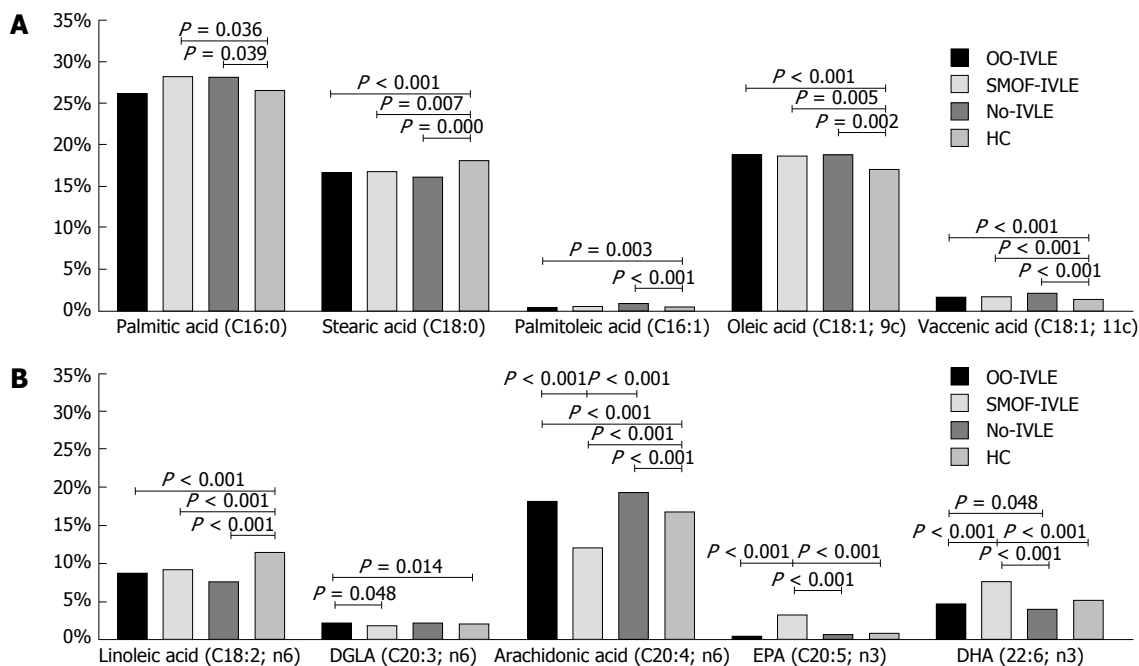 A
35%
30%
25%
20%
15%
10%
5%
0%
P = 0.036
P = 0.039
P < 0.001
P = 0.007
P = 0.000
P = 0.003
P < 0.001
P < 0.001
P = 0.005
P = 0.002
P < 0.001
P < 0.001
P < 0.001
OO-IVLE
SMOF-IVLE
No-IVLE
HC
Palmitic acid (C16:0) Stearic acid (C18:0) Palmitoleic acid (C16:1) Oleic acid (C18:1; 9c) Vaccenic acid (C18:1; 11c)
B
35%
30%
25%
20%
15%
10%
5%
0%
P < 0.001
P < 0.001
P < 0.001
P = 0.014
P = 0.048
P < 0.001 P < 0.001
P < 0.001
P < 0.001
P < 0.001
P < 0.001 P < 0.001
P < 0.001
P = 0.048
P < 0.001 P < 0.001
P < 0.001
OO-IVLE
SMOF-IVLE
No-IVLE
HC
Linoleic acid (C18:2; n6) DGLA (C20:3; n6) Arachidonic acid (C20:4; n6) EPA (C20:5; n3) DHA (22:6; n3)